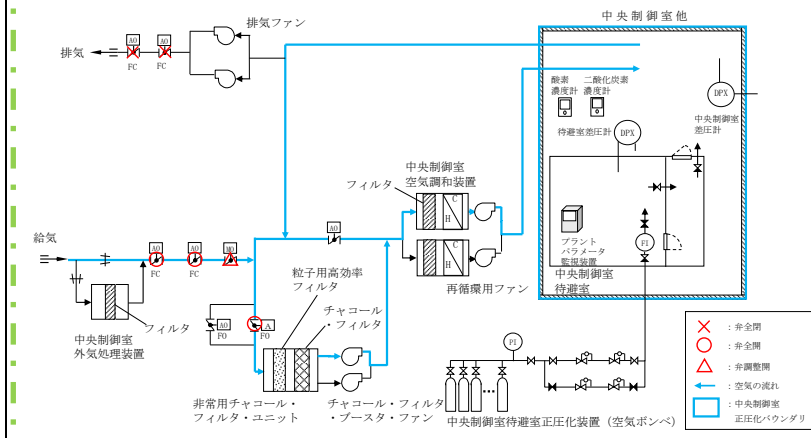 中央制御室他
排気ファン
排気
AO
AO
FC
FC
酸素
濃度計
二酸化炭素
濃度計
DPX
中央制御室
差圧計
待避室差圧計
DPX
中央制御室
空気調和装置
フィルタ
C
H
C
H
再循環用ファン
プラント
パラメータ
監視装置
FI
中央制御室
待避室
給気
AO
AO
MO
FC
FC
AO
フィルタ
中央制御室
外気処理装置
粒子用高効率
フィルタ
チャコール
・フィルタ
AO
FO
A
FO
非常用チャコール・
フィルタ・ユニット
チャコール・フィルタ
・ブースタ・ファン
PI
中央制御室待避室正圧化装置（空気ボンベ）
：弁全閉
：弁全開
：弁調整開
：空気の流れ
：中央制御室
正圧化バウンダリ